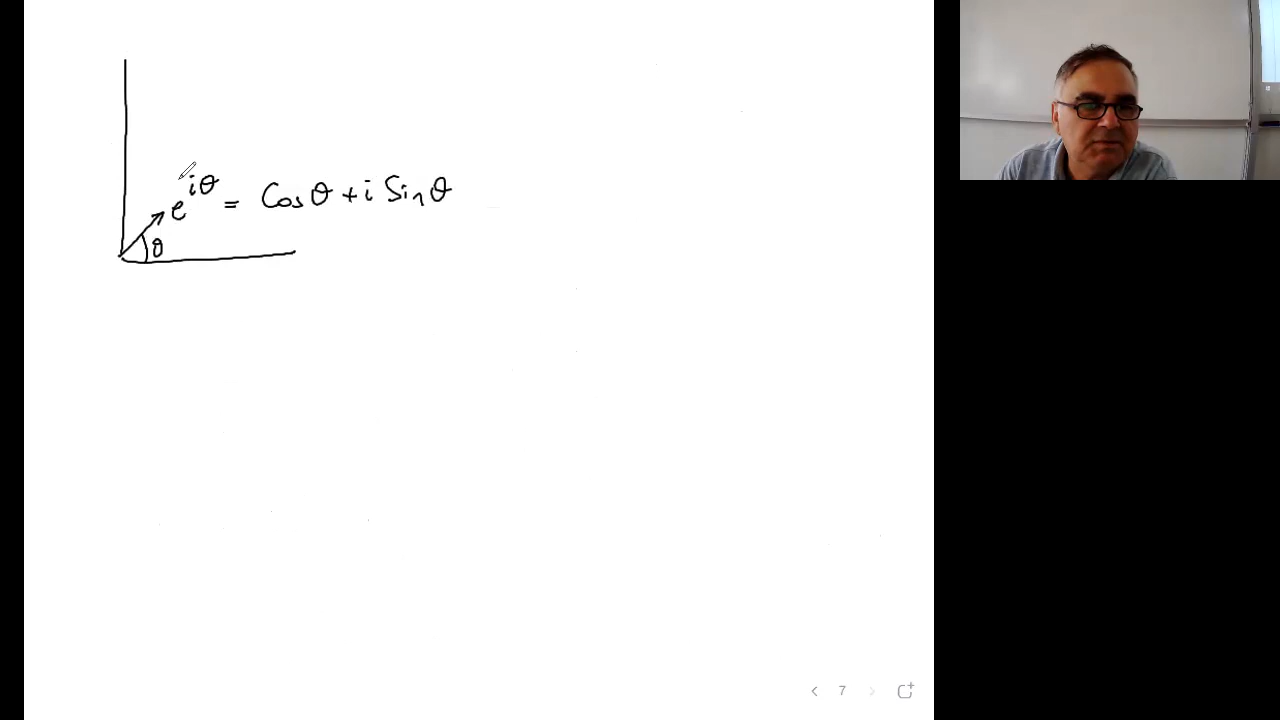 e^{iθ} = Cos θ + i Sin θ
θ
7